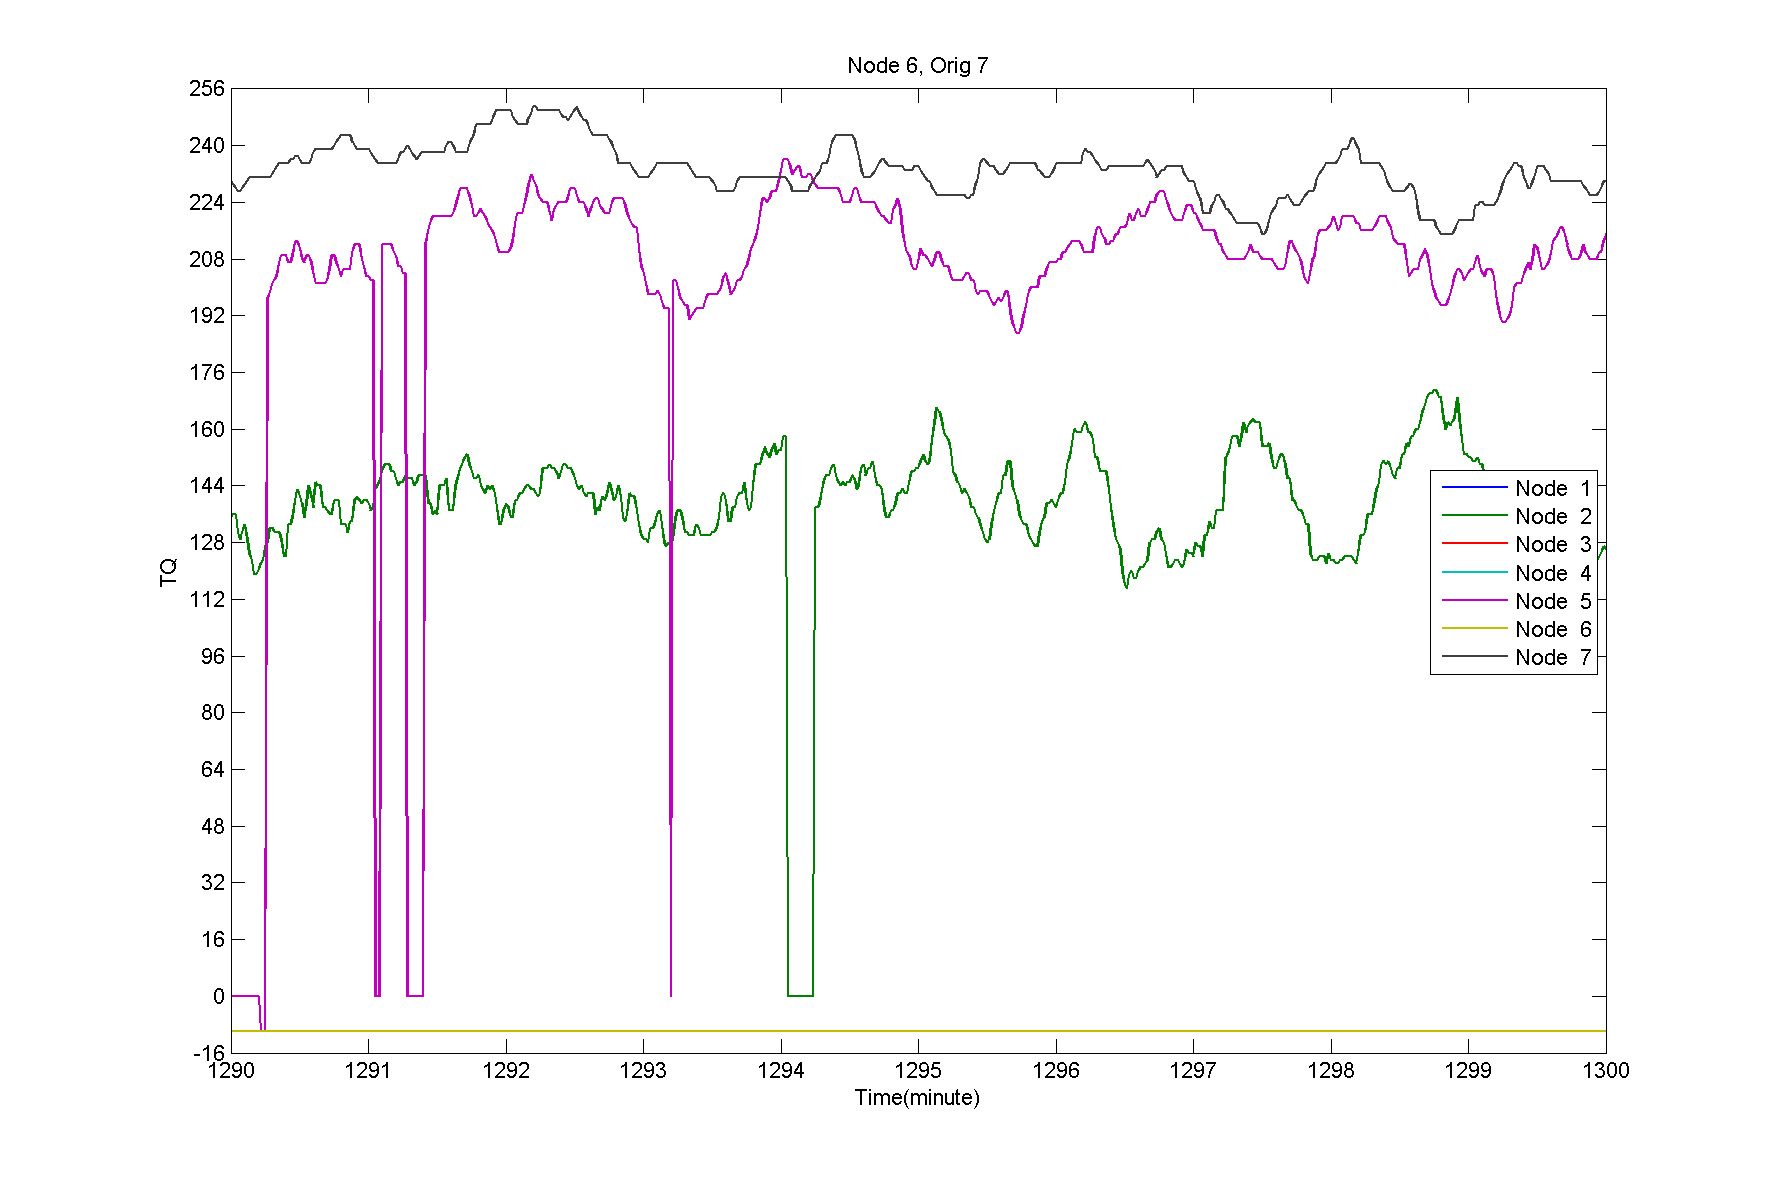 Node 6, Orig 7
256
240
224
208
192
176
160
144
128
112
96
80
64
48
32
16
0
-16
TQ
Node 1
Node 2
Node 3
Node 4
Node 5
Node 6
Node 7
1290 1291 1292 1293 1294 1295 1296 1297 1298 1299 1300
Time(minute)